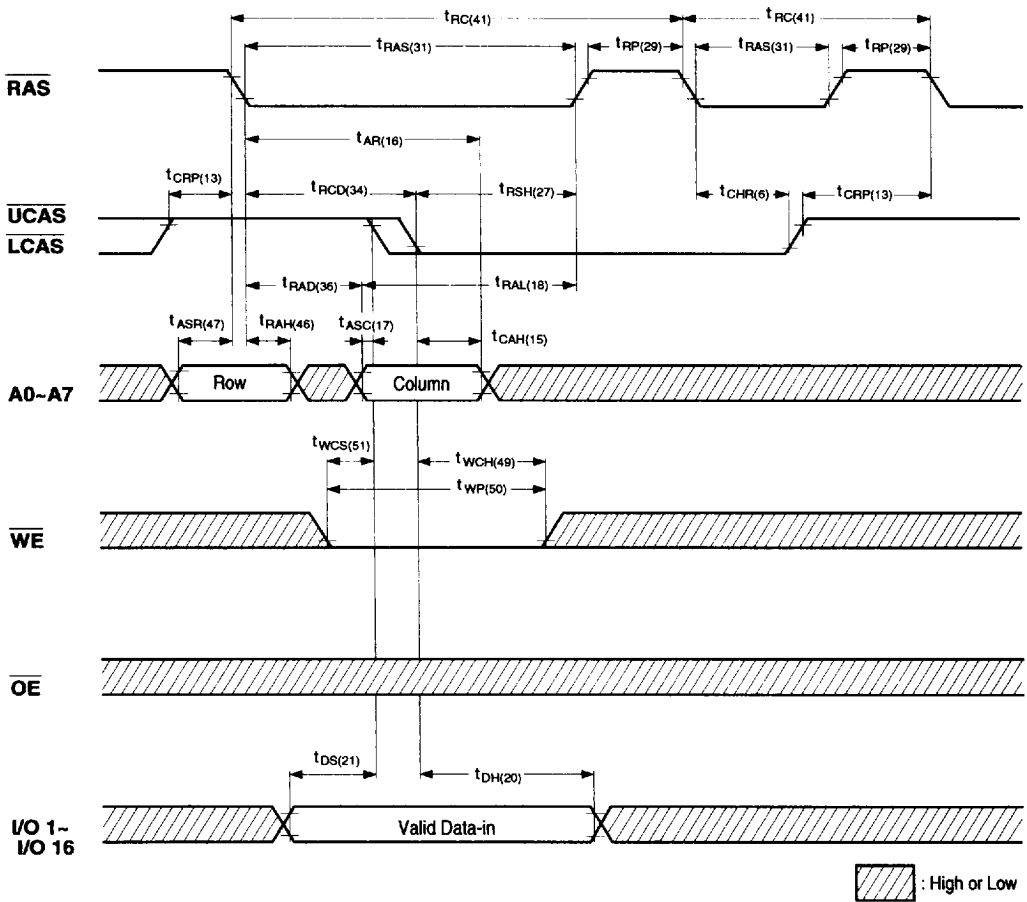 tRC(41) tRC(41)
tRAS(31) tRP(29) tRAS(31) tRP(29)
RAS
tAR(16)
tCRP(13) tRCD(34) tRSH(27) tCHR(6) tCRP(13)
UCAS
LCAS
tRAD(36) tRAL(18)
tASR(47) tRAH(46) tASC(17) tCAH(15)
A0~A7 Row Column
tWCS(51) tWCH(49)
tWP(50)
WE
OE
tDS(21) tDH(20)
I/O 1~
I/O 16
Valid Data-in
: High or Low